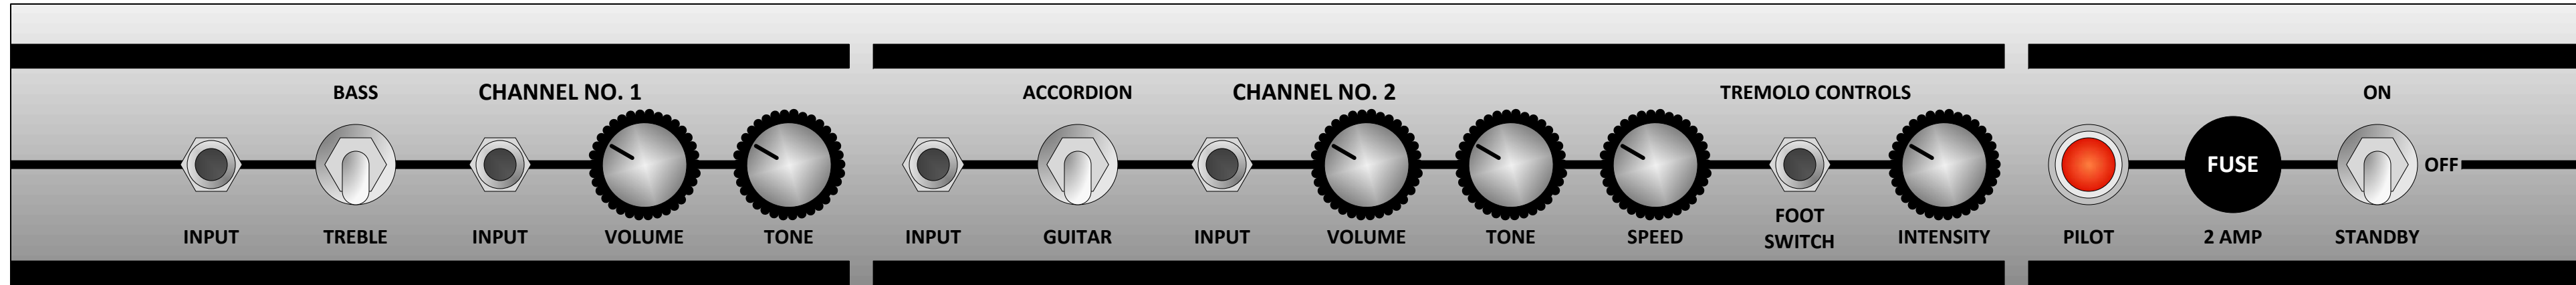 BASS CHANNEL NO. 1
INPUT TREBLE INPUT VOLUME TONE
ACCORDION CHANNEL NO. 2 TREMOLO CONTROLS
INPUT GUITAR INPUT VOLUME TONE SPEED FOOT SWITCH INTENSITY
ON
FUSE OFF
PILOT 2 AMP STANDBY